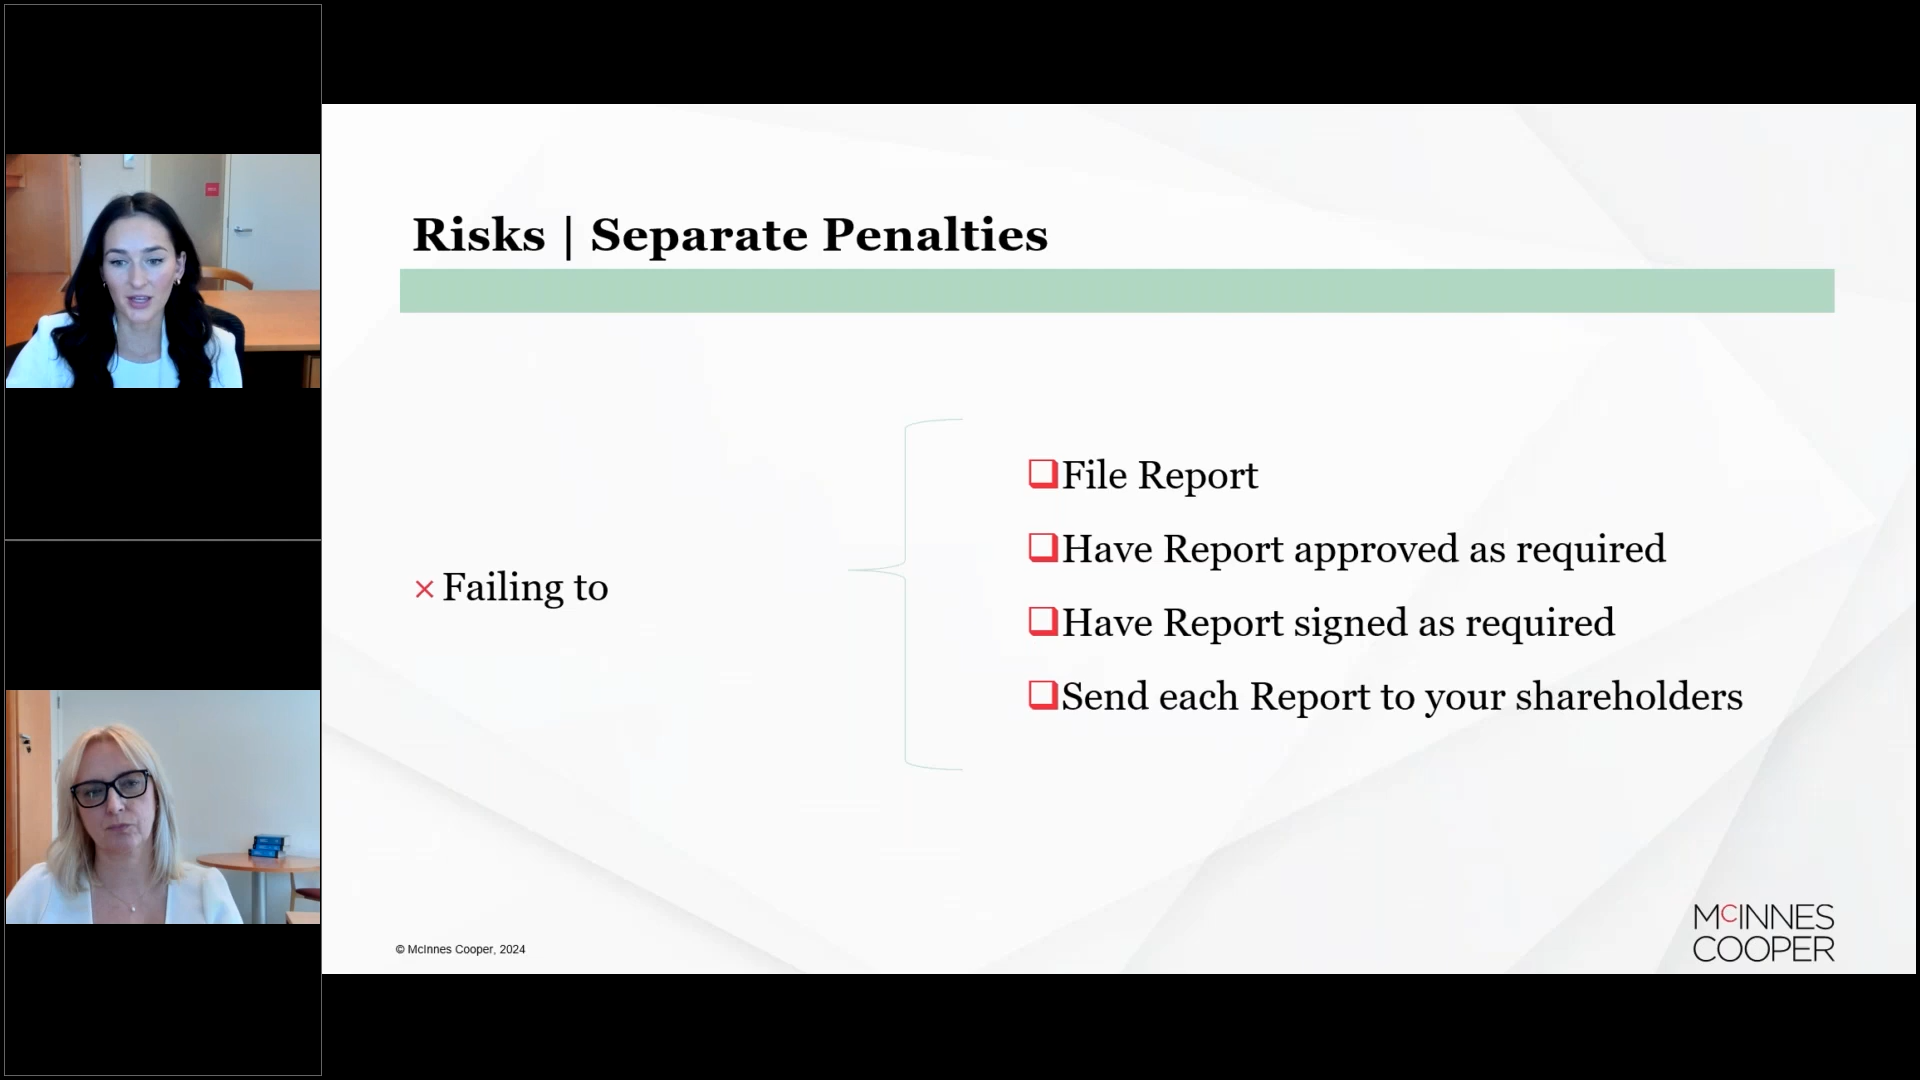 Risks | Separate Penalties
× Failing to
❑File Report
❑Have Report approved as required
❑Have Report signed as required
❑Send each Report to your shareholders
© McInnes Cooper, 2024
MCINNES
COOPER